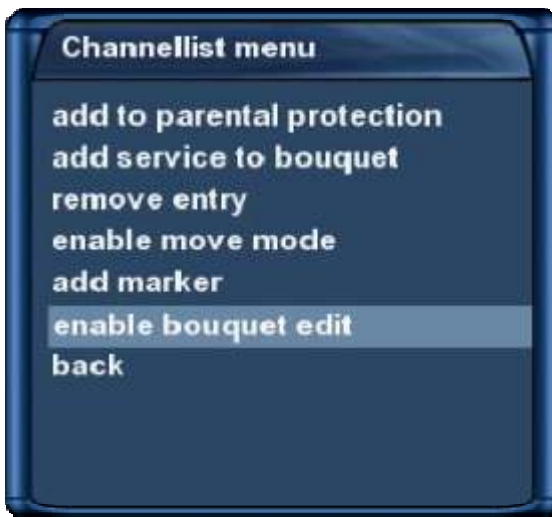 Channellist menu
add to parental protection
add service to bouquet
remove entry
enable move mode
add marker
enable bouquet edit
back